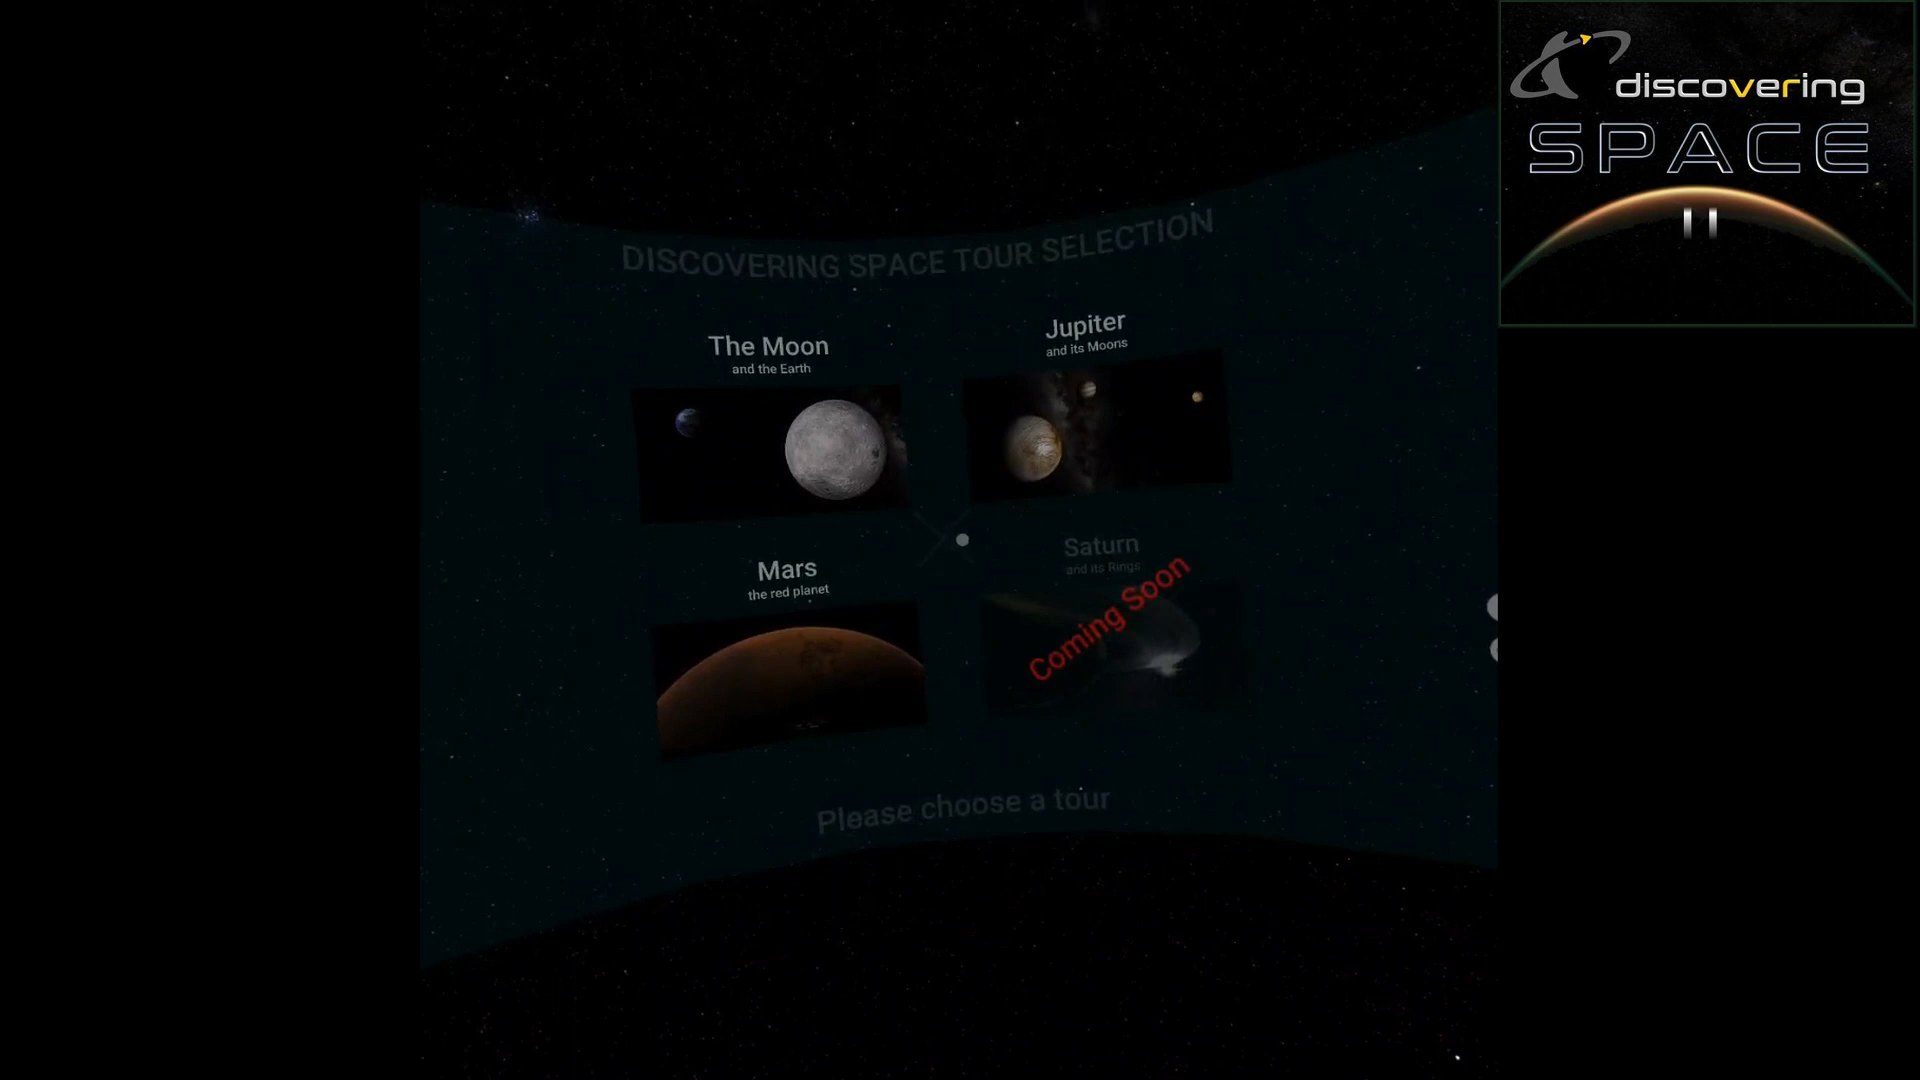 discovering
SPACE
II
DISCOVERING SPACE TOUR SELECTION
The Moon
and the Earth
Jupiter
and its Moons
Mars
the red planet
Saturn
and its Rings
Coming Soon
Please choose a tour